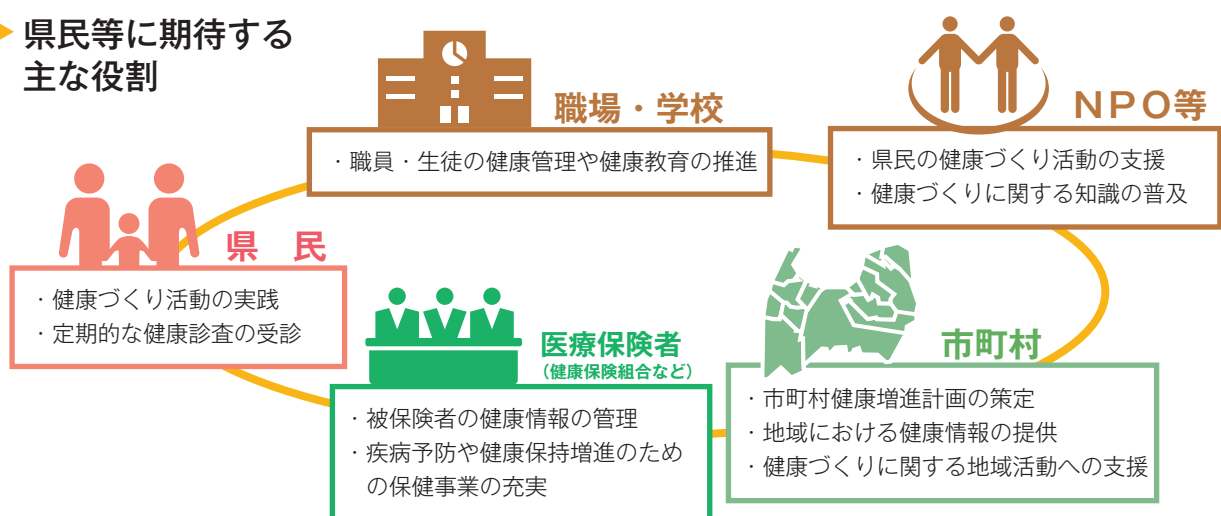 県民等に期待する
主な役割
職場・学校
・職員・生徒の健康管理や健康教育の推進
NPO等
・県民の健康づくり活動の支援
・健康づくりに関する知識の普及
県 民
・健康づくり活動の実践
・定期的な健康診査の受診
医療保険者
(健康保険組合など)
・被保険者の健康情報の管理
・疾病予防や健康保持増進のため
の保健事業の充実
市町村
・市町村健康増進計画の策定
・地域における健康情報の提供
・健康づくりに関する地域活動への支援